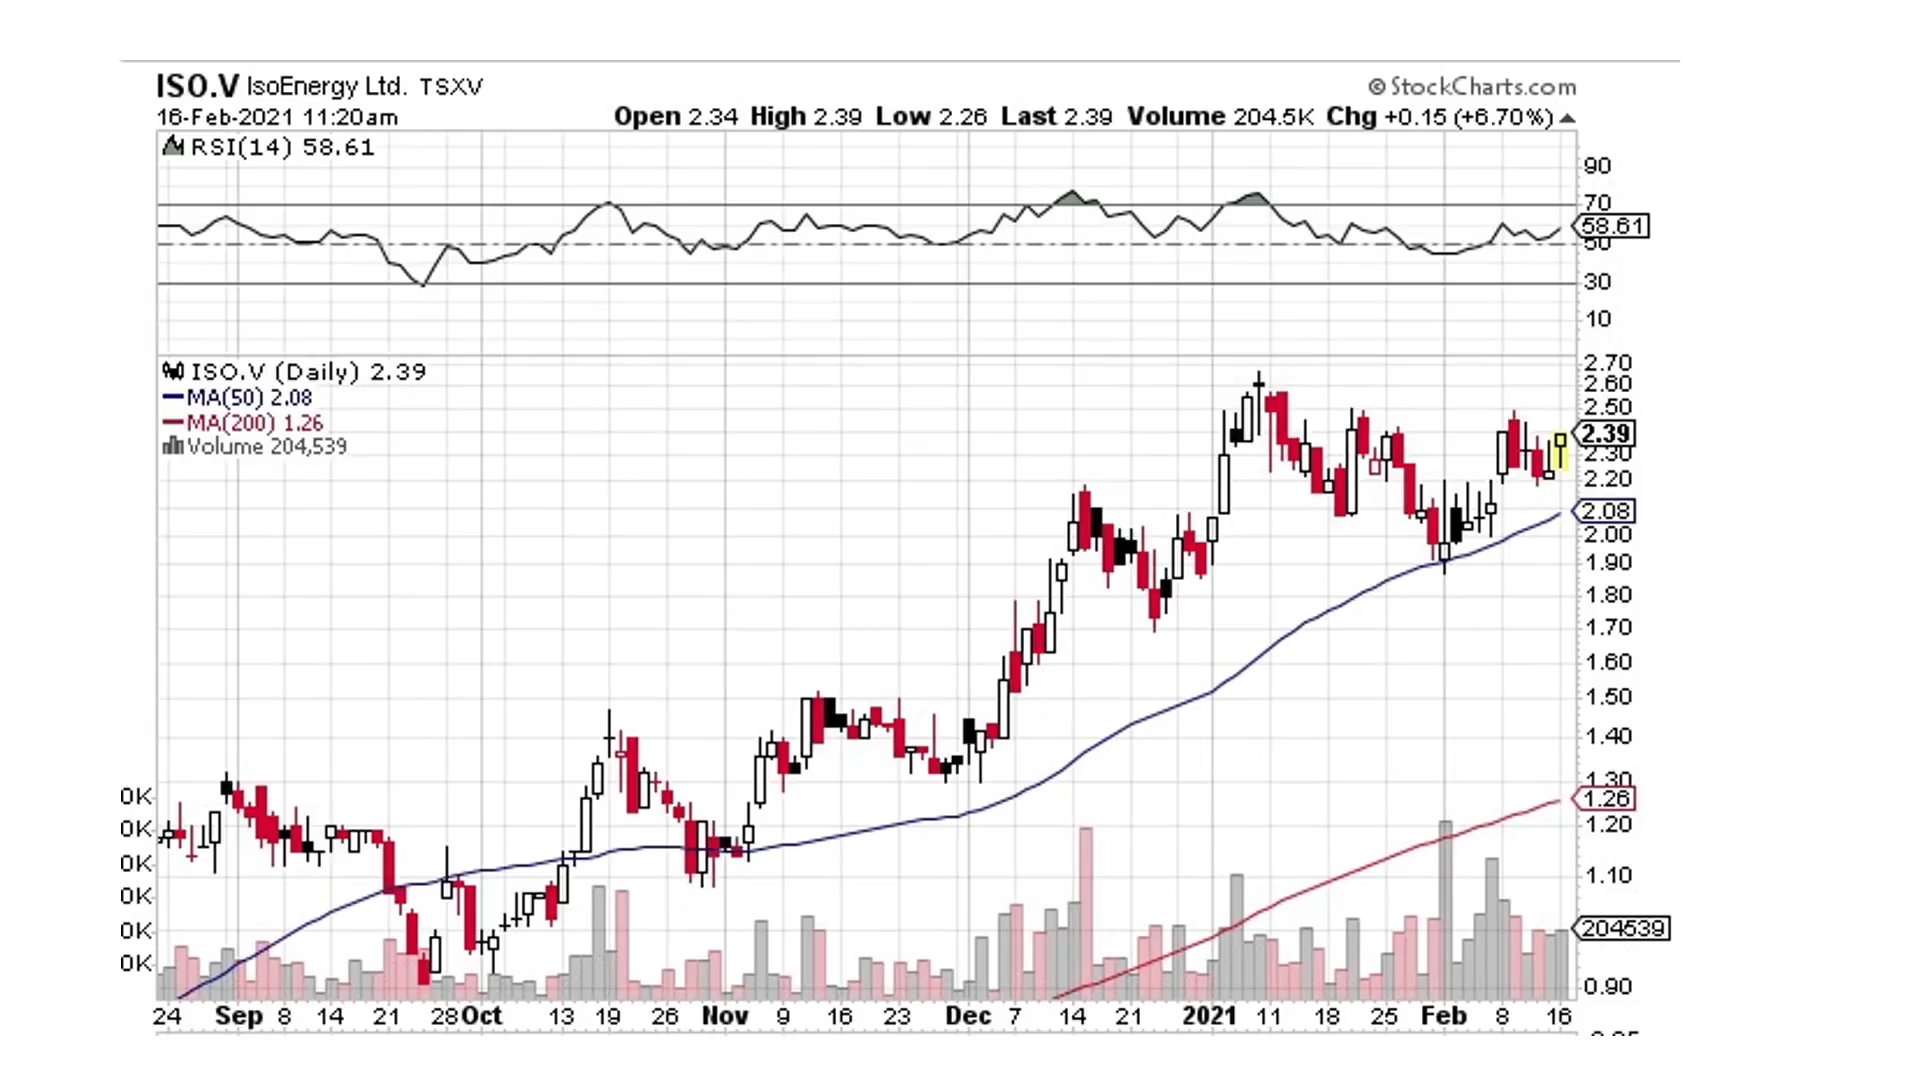 ISO.V IsoEnergy Ltd. TSXV
© StockCharts.com
16-Feb-2021 11:20am
Open 2.34 High 2.39 Low 2.26 Last 2.39 Volume 204.5K Chg +0.15 (+6.70%)
RSI(14) 58.61
90
70
58.61
50
30
10
ISO.V (Daily) 2.39
MA(50) 2.08
MA(200) 1.26
Volume 204,539
2.70
2.60
2.50
2.39
2.30
2.20
2.08
2.00
1.90
1.80
1.70
1.60
1.50
1.40
1.30
1.26
1.20
1.10
204539
0.90
0K
0K
0K
0K
0K
0K
24 Sep 8 14 21 28 Oct 13 19 26 Nov 9 16 23 Dec 7 14 21 2021 11 18 25 Feb 8 16